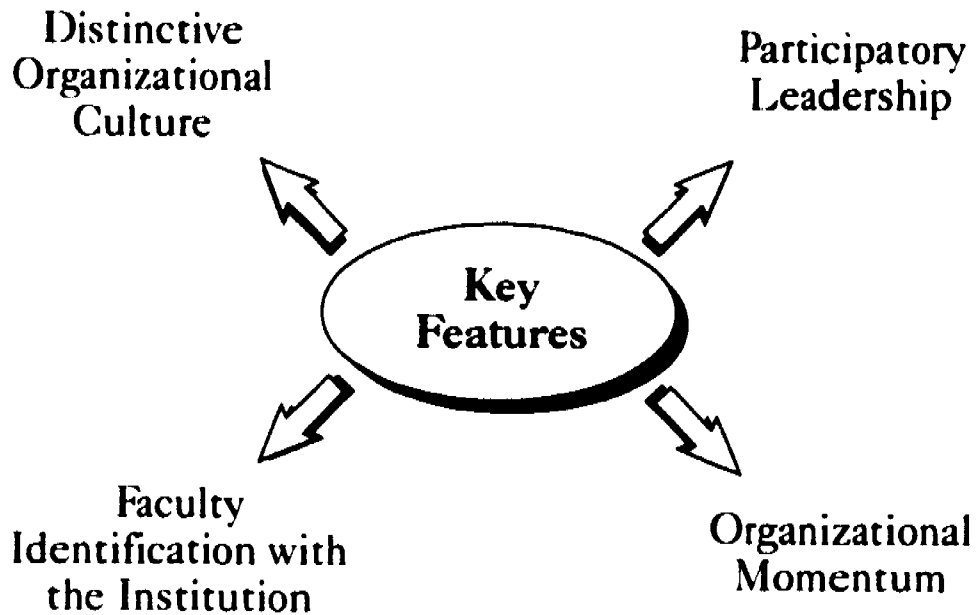 Distinctive
Organizational
Culture
Participatory
Leadership
Key
Features
Faculty
Identification with
the Institution
Organizational
Momentum